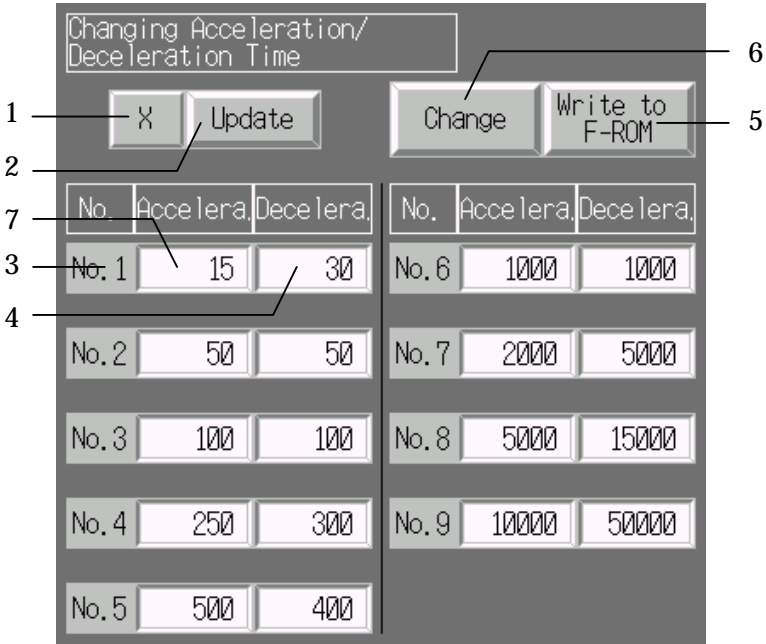 Changing Acceleration/
Deceleration Time
6
1
X
Update
Change
Write to
F-ROM
5
2
7
No.
Accelera.
Decelera.
No.
Accelera.
Decelera.
3
No.1
15
30
No.6
1000
1000
4
No.2
50
50
No.7
2000
5000
No.3
100
100
No.8
5000
15000
No.4
250
300
No.9
10000
50000
No.5
500
400